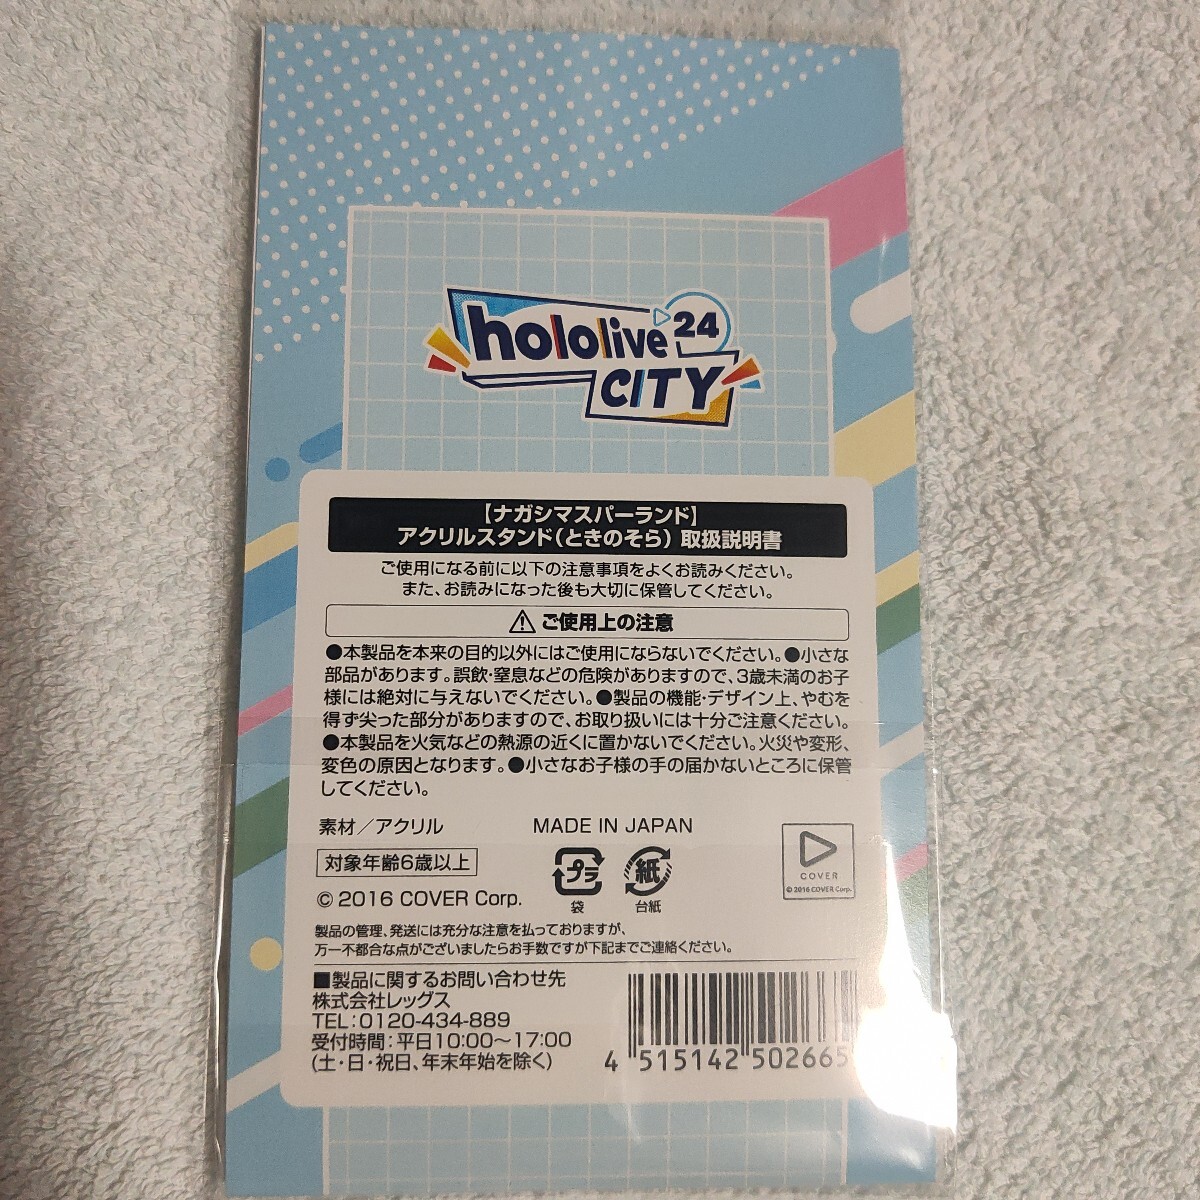 hololive 24
CITY
【ナガシマスパーランド】
アクリルスタンド(ときのそら) 取扱説明書
ご使用になる前に以下の注意事項をよくお読みください。
また、お読みになった後も大切に保管してください。
ご使用上の注意
●本製品を本来の目的以外にはご使用にならないでください。●小さな
部品があります。誤飲・窒息などの危険がありますので、3歳未満のお子
様には絶対に与えないでください。●製品の機能・デザイン上、やむを
得ず尖った部分がありますので、お取り扱いには十分ご注意ください。
●本製品を火気などの熱源の近くに置かないでください。火災や変形、
変色の原因となります。●小さなお子様の手の届かないところに保管
してください。
素材/アクリル
MADE IN JAPAN
対象年齢6歳以上
プラ
袋
紙
台紙
COVER
© 2016 COVER Corp.
© 2016 COVER Corp.
製品の管理、発送には充分な注意を払っておりますが、
万一不都合な点がございましたらお手数ですが下記までご連絡ください。
■製品に関するお問い合わせ先
株式会社レッグス
TEL:0120-434-889
受付時間:平日10:00〜17:00
(土・日・祝日、年末年始を除く)
4 515142 502665